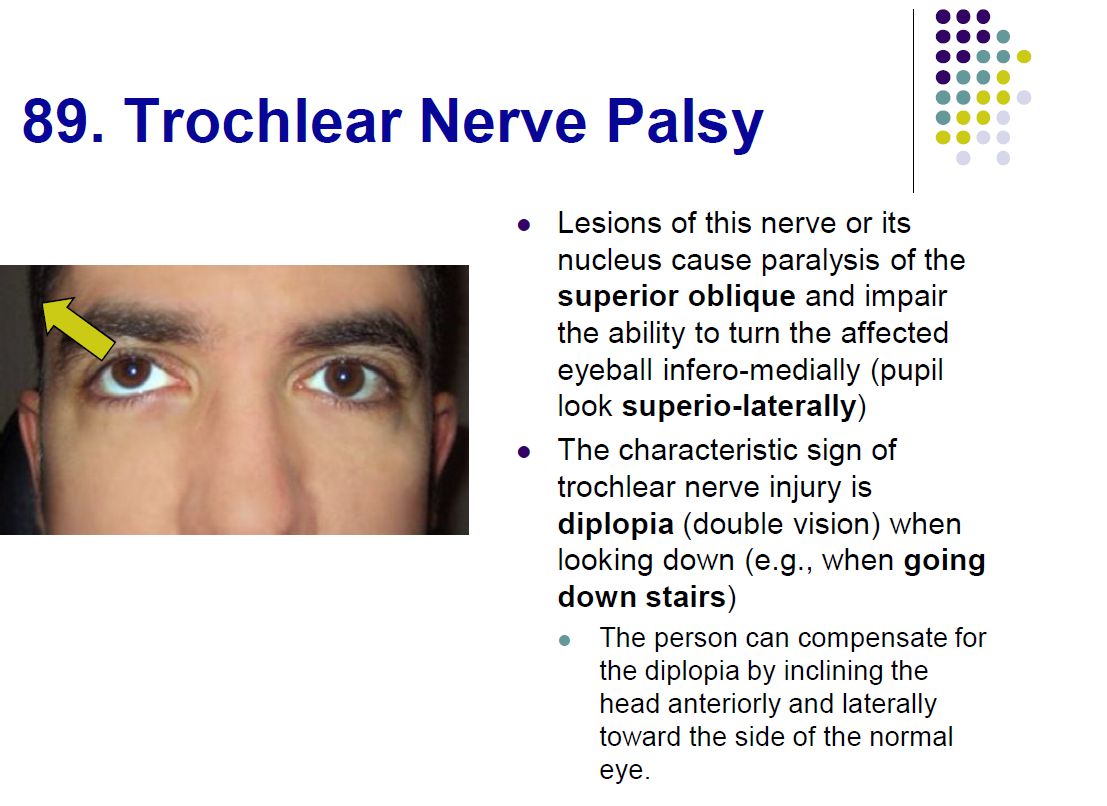 89. Trochlear Nerve Palsy
Lesions of this nerve or its
nucleus cause paralysis of the
superior oblique and impair
the ability to turn the affected
eyeball infero-medially (pupil
look superio-laterally)
The characteristic sign of
trochlear nerve injury is
diplopia (double vision) when
looking down (e.g., when going
down stairs)
The person can compensate for
the diplopia by inclining the
head anteriorly and laterally
toward the side of the normal
eye.